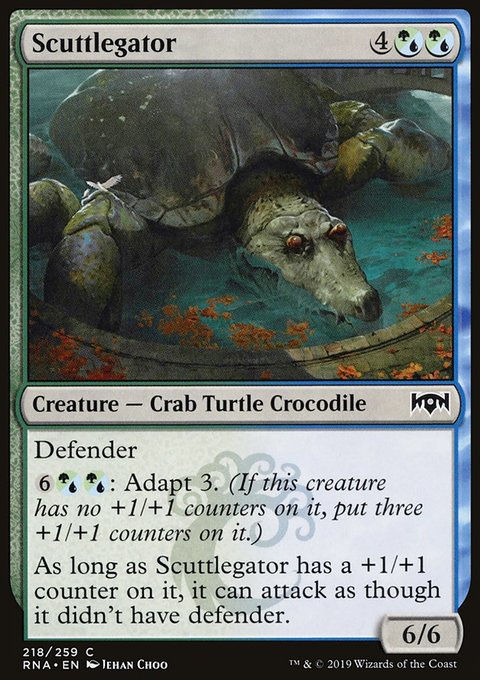 Scuttlegator 4
Creature — Crab Turtle Crocodile
Defender
6: Adapt 3. (If this creature
has no +1/+1 counters on it, put three
+1/+1 counters on it.)
As long as Scuttlegator has a +1/+1
counter on it, it can attack as though
it didn't have defender.
6/6
218/259 C
RNA • EN Jehan Choo
™ & © 2019 Wizards of the Coast